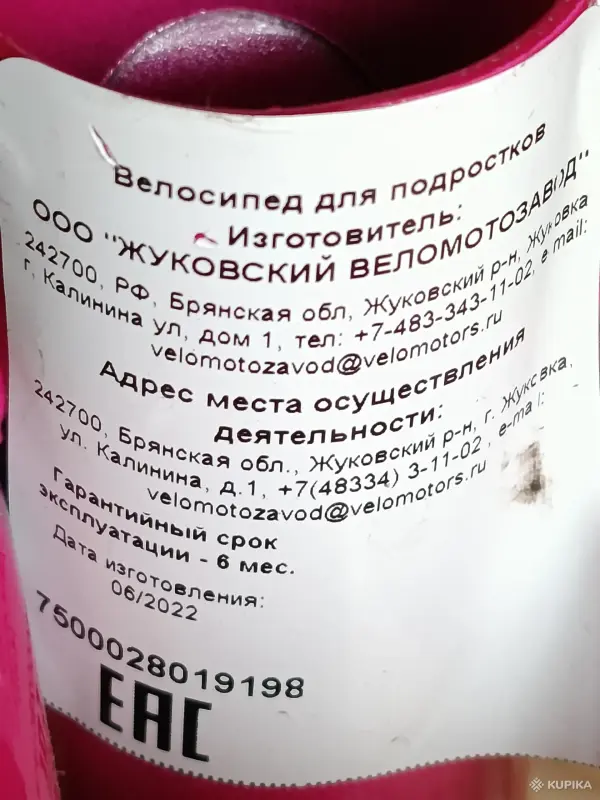 Велосипед для подростков
Изготовитель:
ООО "ЖУКОВСКИЙ ВЕЛОМОТОЗАВОД"
242700, РФ, Брянская обл, Жуковский р-н, Жуковка
г, Калинина ул, дом 1, тел: +7-483-343-11-02, e mail:
velomotozavod@velomotors.ru
Адрес места осуществления
деятельности:
242700, Брянская обл., Жуковский р-н, г. Жуковка,
ул. Калинина, д.1, +7(48334) 3-11-02 , e-mail:
velomotozavod@velomotors.ru
Гарантийный срок
эксплуатации - 6 мес.
Дата изготовления:
06/2022
7500028019198
EAC
KUPIKA